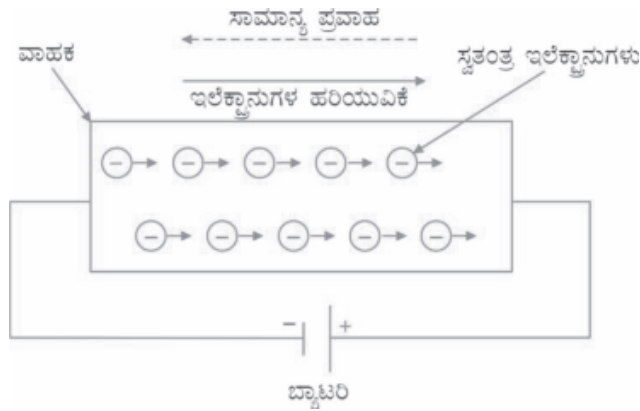 ಸಾಮಾನ್ಯ ಪ್ರವಾಹ
ವಾಹಕ
ಸ್ವತಂತ್ರ ಇಲೆಕ್ಟ್ರಾನುಗಳು
ಇಲೆಕ್ಟ್ರಾನುಗಳ ಹರಿಯುವಿಕೆ
− − − − −
− − − − −
− +
ಬ್ಯಾಟರಿ